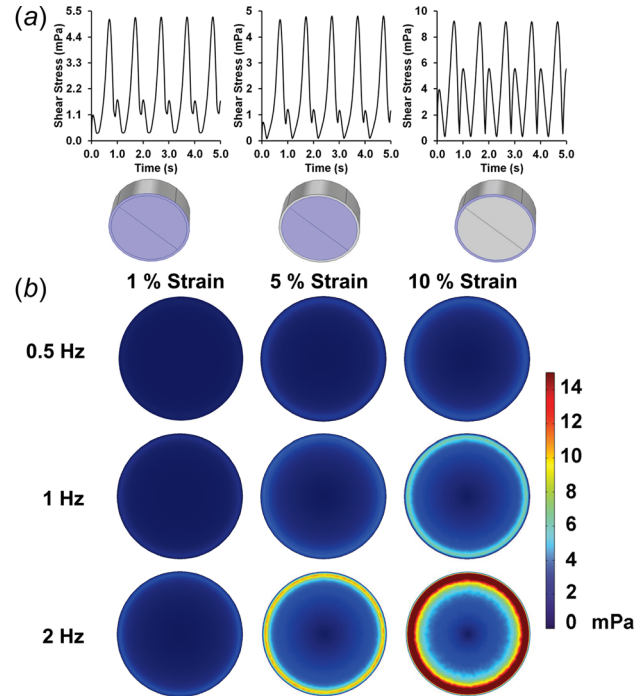 (a)
5.5
4.4
3.3
2.2
1.1
0.0
Shear Stress (mPa)
0.0 1.0 2.0 3.0 4.0 5.0
Time (s)
5
4
3
2
1
0
Shear Stress (mPa)
0.0 1.0 2.0 3.0 4.0 5.0
Time (s)
10
8
6
4
2
0
Shear Stress (mPa)
0.0 1.0 2.0 3.0 4.0 5.0
Time (s)
(b)
1 % Strain 5 % Strain 10 % Strain
0.5 Hz
1 Hz
2 Hz
14
12
10
8
6
4
2
0 mPa